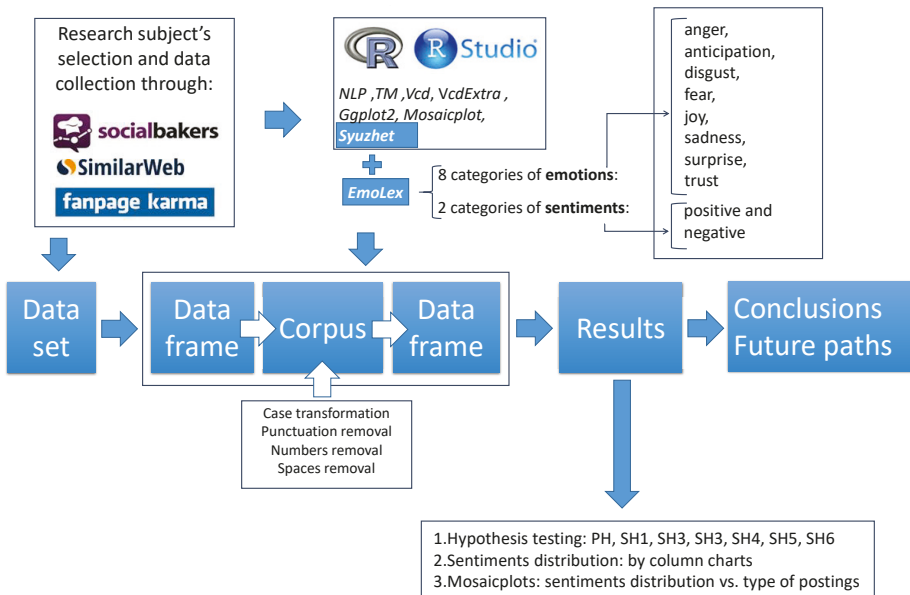 Research subject's
selection and data
collection through:
socialbakers
SimilarWeb
fanpage karma
R
R Studio®
NLP ,TM ,Vcd, VcdExtra ,
Ggplot2, Mosaicplot,
Syuzhet
EmoLex
8 categories of emotions:
2 categories of sentiments:
anger,
anticipation,
disgust,
fear,
joy,
sadness,
surprise,
trust
positive and
negative
Data
set
Data
frame
Corpus
Data
frame
Results
Conclusions
Future paths
Case transformation
Punctuation removal
Numbers removal
Spaces removal
1.Hypothesis testing: PH, SH1, SH3, SH3, SH4, SH5, SH6
2.Sentiments distribution: by column charts
3.Mosaicplots: sentiments distribution vs. type of postings